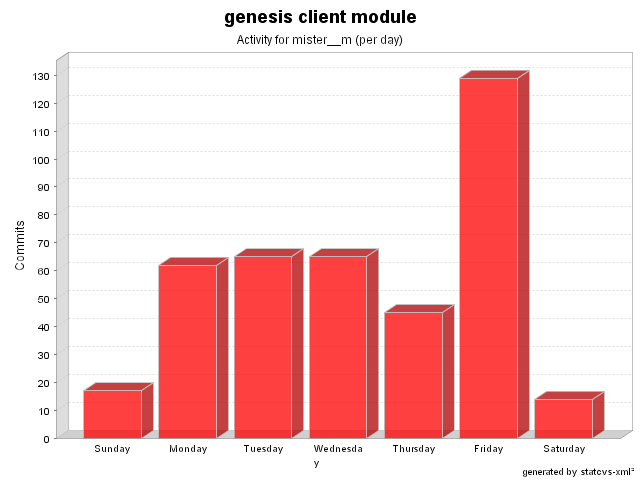 genesis client module
Activity for mister__m (per day)
130
120
110
100
90
80
70
60
50
40
30
20
10
0
Commits
Sunday Monday Tuesday Wednesda Thursday Friday Saturday
y
generated by statcvs-xml²